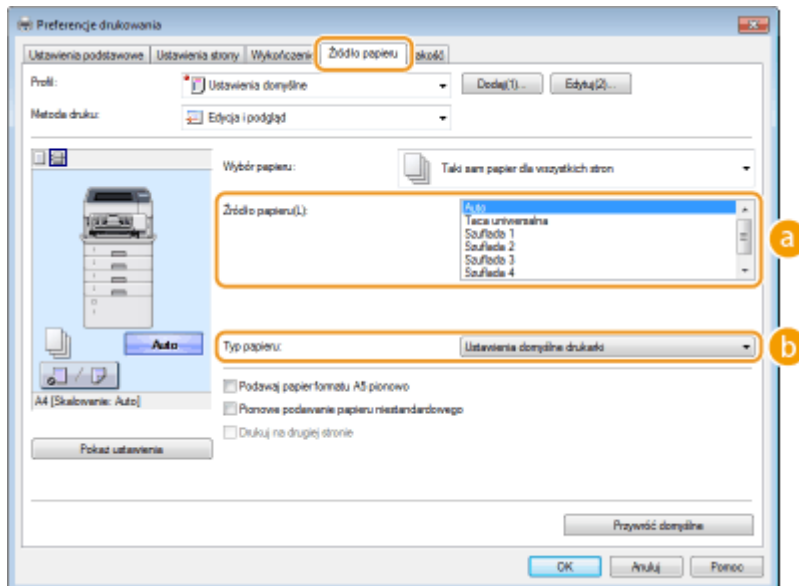 Preferencje drukowania
Ustawienia podstawowe Ustawienia strony Wykończenie Źródło papieru Jakość
Profil: Ustawienia domyślne Dodaj(1)... Edytuj(2)...
Metoda druku: Edycja i podgląd
Wybór papieru: Taki sam papier dla wszystkich stron
Źródło papieru(L): Auto
Taca uniwersalna
Szuflada 1
Szuflada 2
Szuflada 3
Szuflada 4
a
Auto
Typ papieru: Ustawienia domyślne drukarki
b
A4 [Skalowanie: Auto]
Podawaj papier formatu A5 pionowo
Pionowe podawanie papieru niestandardowego
Drukuj na drugiej stronie
Pokaż ustawienia
Przywróć domyślne
OK Anuluj Pomoc